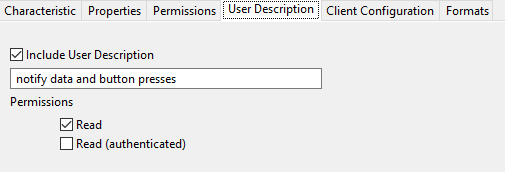 Characteristic Properties Permissions User Description Client Configuration Formats
Include User Description
notify data and button presses
Permissions
Read
Read (authenticated)